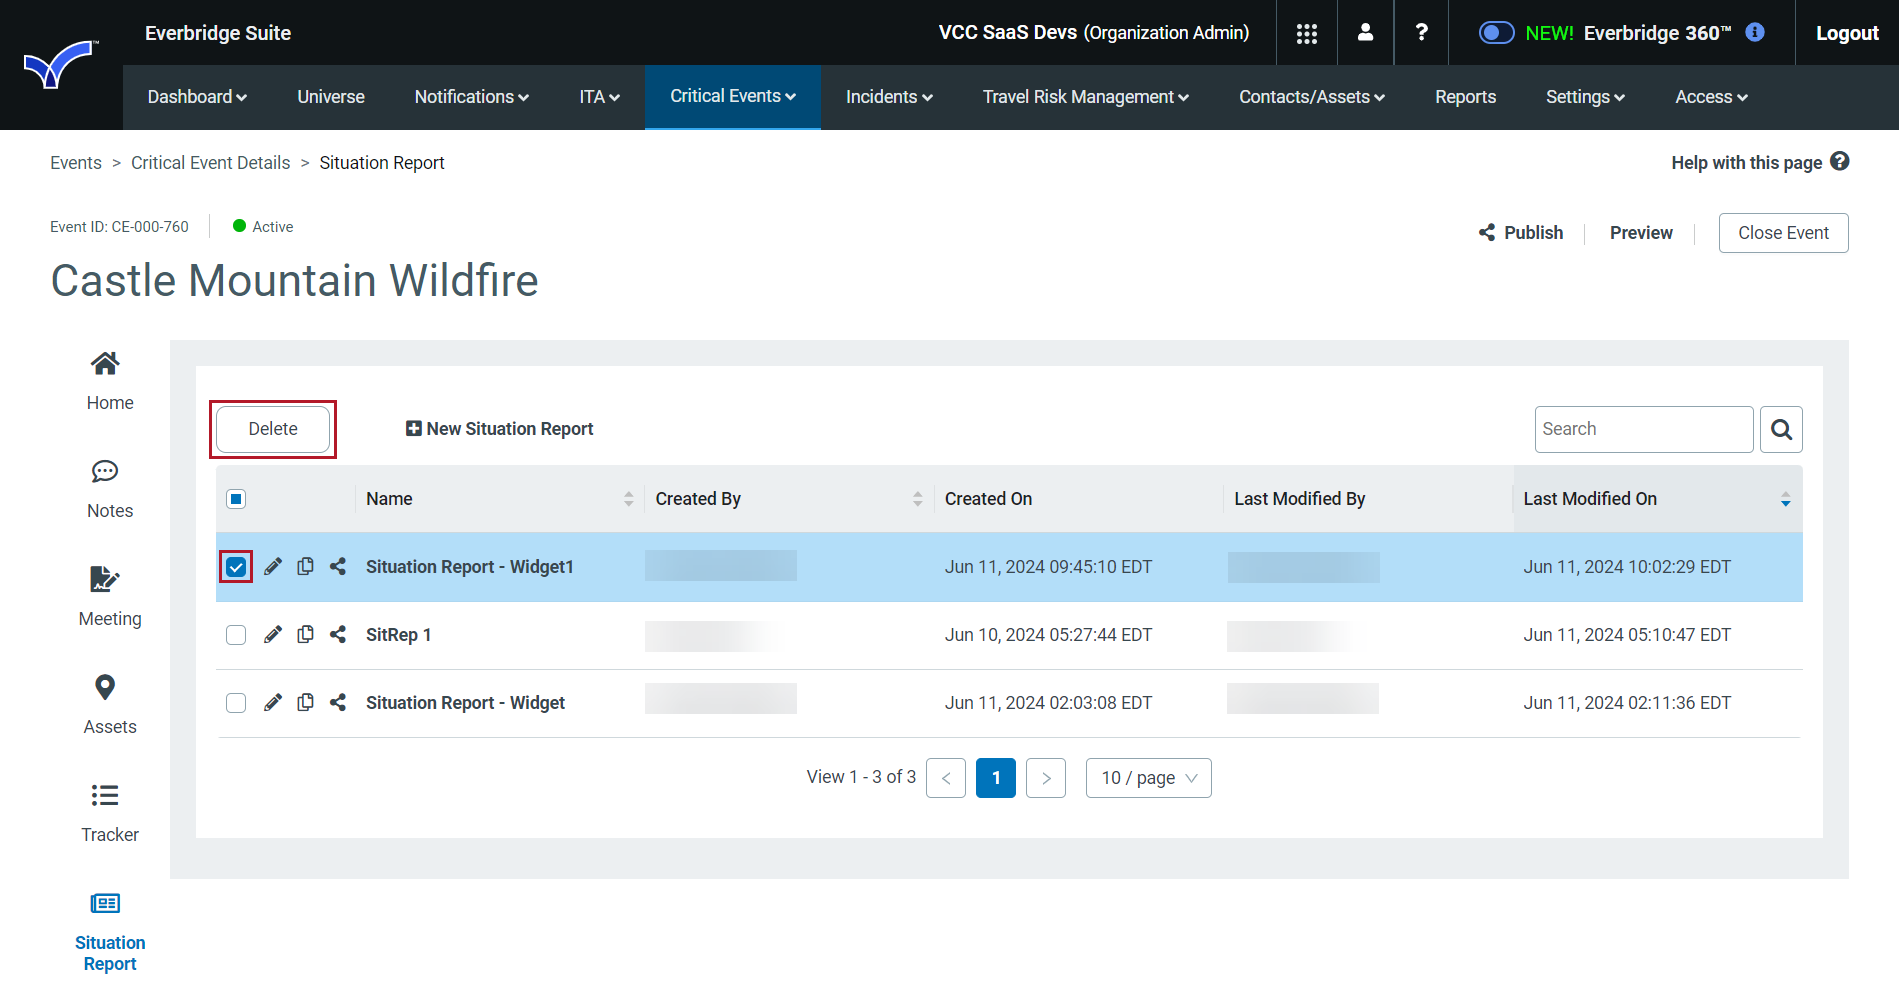 Everbridge Suite
VCC SaaS Devs (Organization Admin)
?
NEW! Everbridge 360™
Logout
Dashboard
Universe
Notifications
ITA
Critical Events
Incidents
Travel Risk Management
Contacts/Assets
Reports
Settings
Access
Events > Critical Event Details > Situation Report
Help with this page
Event ID: CE-000-760
Active
Publish
Preview
Close Event
Castle Mountain Wildfire
Home
Notes
Meeting
Assets
Tracker
Situation
Report
Delete
New Situation Report
Search
Name Created By Created On Last Modified By Last Modified On
Situation Report - Widget1 Jun 11, 2024 09:45:10 EDT Jun 11, 2024 10:02:29 EDT
SitRep 1 Jun 10, 2024 05:27:44 EDT Jun 11, 2024 05:10:47 EDT
Situation Report - Widget Jun 11, 2024 02:03:08 EDT Jun 11, 2024 02:11:36 EDT
View 1 - 3 of 3 < 1 > 10 / page